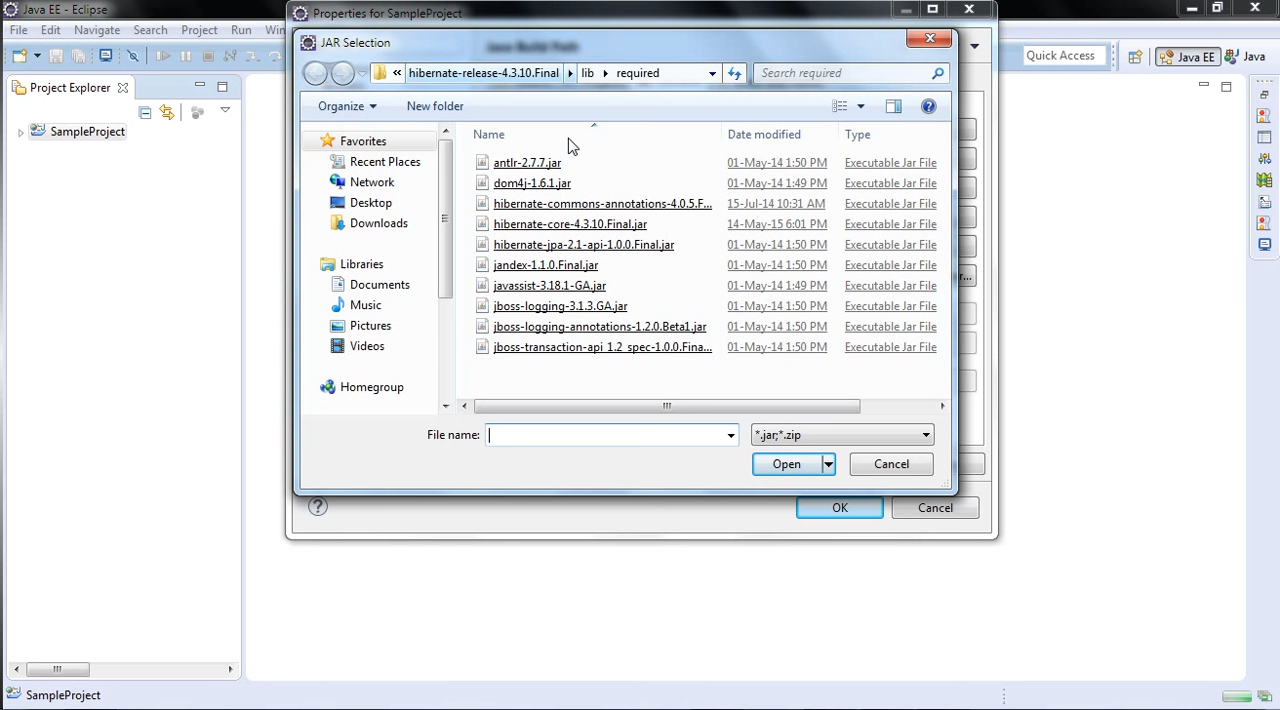 Java EE - Eclipse
File Edit Navigate Search Project Run Win
Quick Access
Java EE
Java
Project Explorer
SampleProject
SampleProject
Properties for SampleProject
Java Build Path
JAR Selection
« hibernate-release-4.3.10.Final lib required
Search required
Organize
New folder
Favorites
Recent Places
Network
Desktop
Downloads
Libraries
Documents
Music
Pictures
Videos
Homegroup
Name Date modified Type
antlr-2.7.7.jar 01-May-14 1:50 PM Executable Jar File
dom4j-1.6.1.jar 01-May-14 1:49 PM Executable Jar File
hibernate-commons-annotations-4.0.5.F... 15-Jul-14 10:31 AM Executable Jar File
hibernate-core-4.3.10.Final.jar 14-May-15 6:01 PM Executable Jar File
hibernate-jpa-2.1-api-1.0.0.Final.jar 01-May-14 1:50 PM Executable Jar File
jandex-1.1.0.Final.jar 01-May-14 1:50 PM Executable Jar File
javassist-3.18.1-GA.jar 01-May-14 1:49 PM Executable Jar File
jboss-logging-3.1.3.GA.jar 01-May-14 1:50 PM Executable Jar File
jboss-logging-annotations-1.2.0.Beta1.jar 01-May-14 1:50 PM Executable Jar File
jboss-transaction-api_1.2_spec-1.0.0.Fina... 01-May-14 1:50 PM Executable Jar File
File name:
*.jar;*.zip
Open
Cancel
r...
OK
Cancel